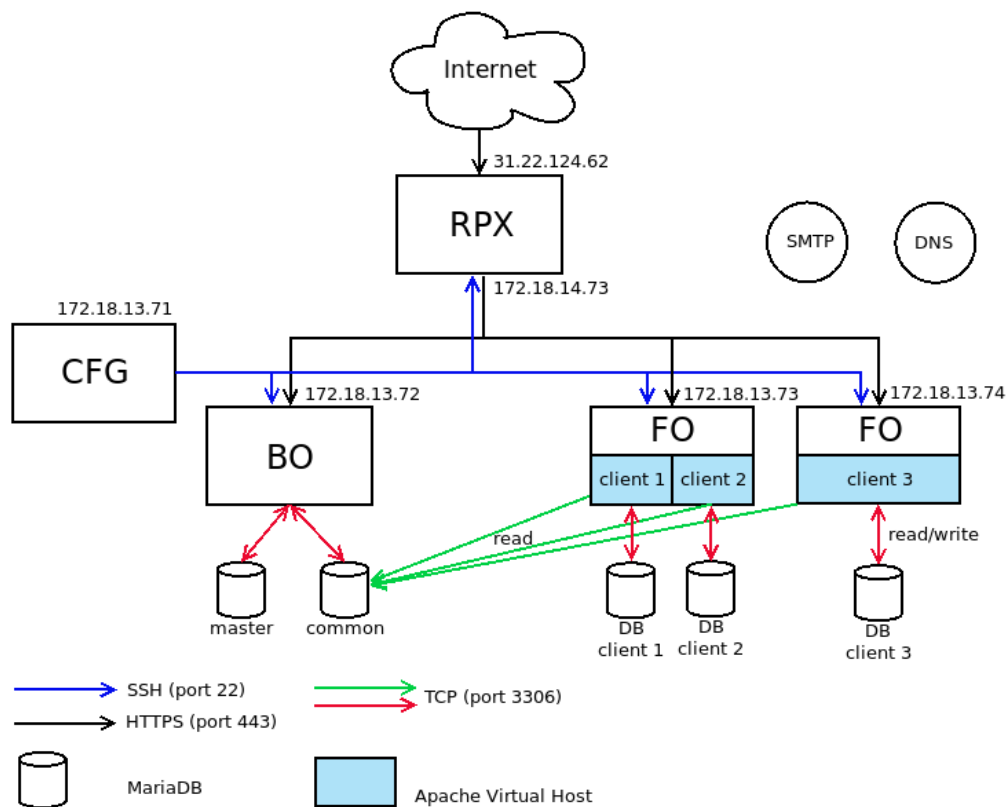 Internet
31.22.124.62
RPX
SMTP
DNS
172.18.14.73
172.18.13.71
CFG
172.18.13.72
172.18.13.73
172.18.13.74
BO
FO
FO
client 1
client 2
client 3
read
read/write
master
common
DB
client 1
DB
client 2
DB
client 3
SSH (port 22)
TCP (port 3306)
HTTPS (port 443)
MariaDB
Apache Virtual Host